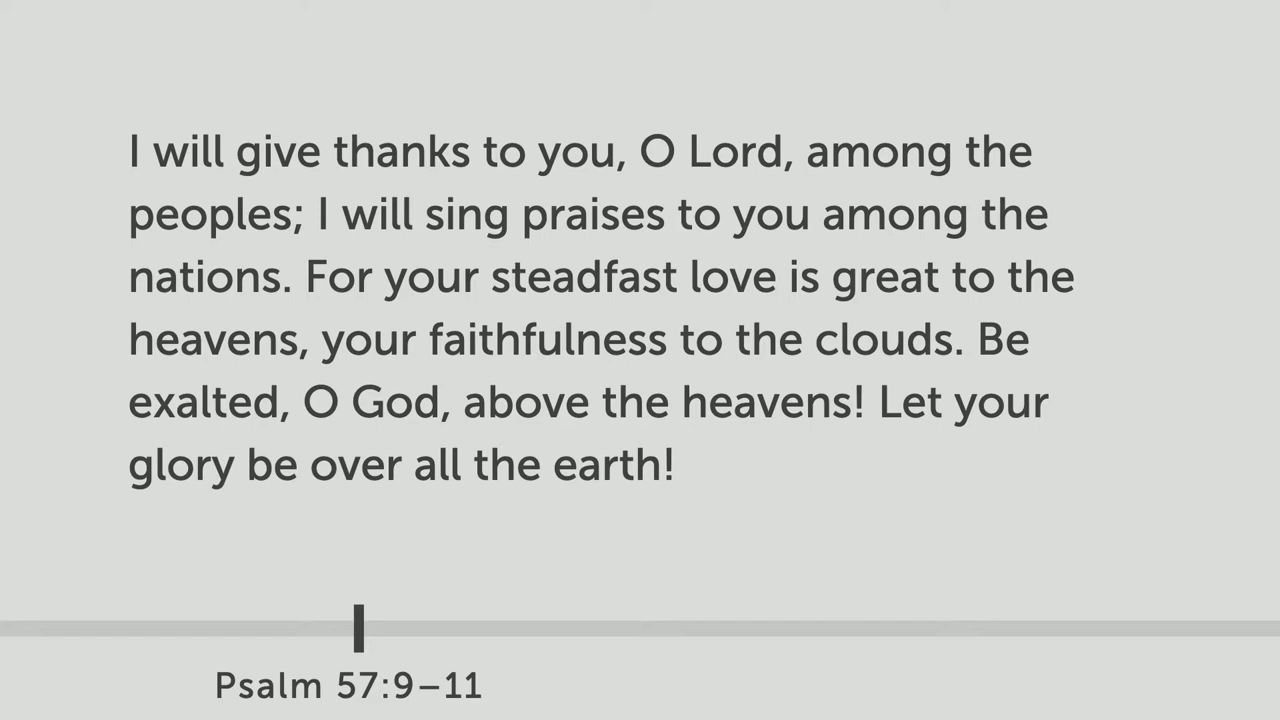 I will give thanks to you, O Lord, among the
peoples; I will sing praises to you among the
nations. For your steadfast love is great to the
heavens, your faithfulness to the clouds. Be
exalted, O God, above the heavens! Let your
glory be over all the earth!
Psalm 57:9–11